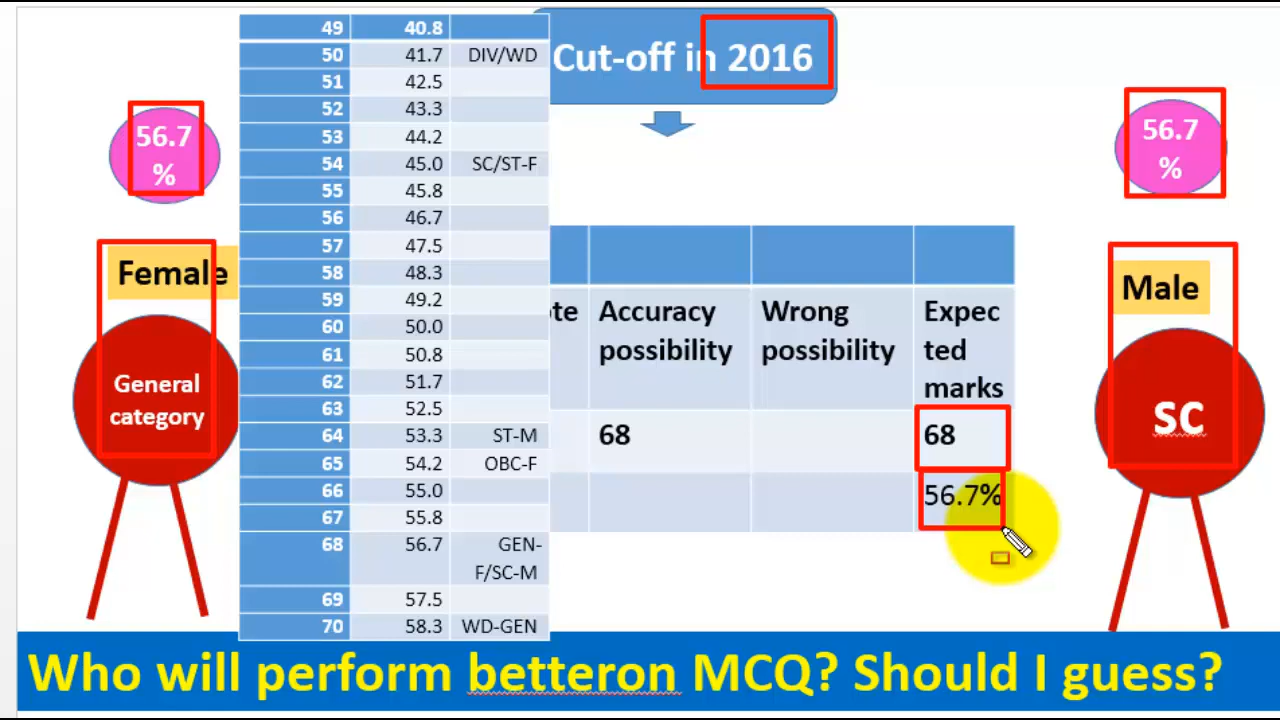 Cut-off in 2016
56.7
%
Female
General
category
49 40.8
50 41.7 DIV/WD
51 42.5
52 43.3
53 44.2
54 45.0 SC/ST-F
55 45.8
56 46.7
57 47.5
58 48.3
59 49.2
60 50.0
61 50.8
62 51.7
63 52.5
64 53.3 ST-M
65 54.2 OBC-F
66 55.0
67 55.8
68 56.7 GEN-
F/SC-M
69 57.5
70 58.3 WD-GEN
Accuracy
possibility
Wrong
possibility
Expec
ted
marks
68
68
56.7%
56.7
%
Male
SC
Who will perform betteron MCQ? Should I guess?